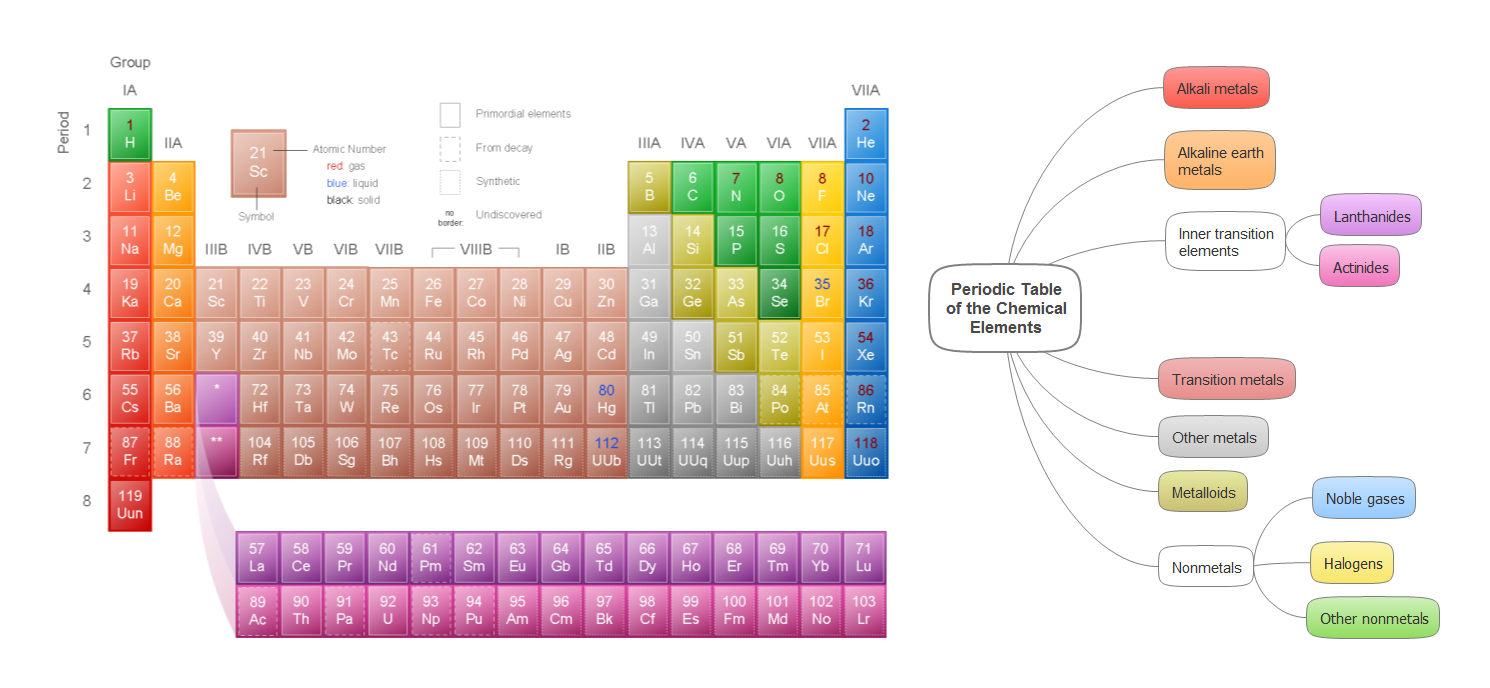 Group
IA
VIIA
Period
1
1
H
2
He
21
Sc
Atomic Number
red: gas
blue: liquid
black: solid
Symbol
Primordial elements
From decay
Synthetic
no border: Undiscovered
IIA
IIIA IVA VA VIA VIIA
2
3 4 5 6 7 8 8 10
Li Be B C N O F Ne
3
11 12 13 14 15 16 17 18
Na Mg Al Si P S Cl Ar
IIIB IVB VB VIB VIIB VIIIB IB IIB
4
19 20 21 22 23 24 25 26 27 28 29 30 31 32 33 34 35 36
Ka Ca Sc Ti V Cr Mn Fe Co Ni Cu Zn Ga Ge As Se Br Kr
5
37 38 39 40 41 42 43 44 45 46 47 48 49 50 51 52 53 54
Rb Sr Y Zr Nb Mo Tc Ru Rh Pd Ag Cd In Sn Sb Te I Xe
6
55 56 * 72 73 74 75 76 77 78 79 80 81 82 83 84 85 86
Cs Ba Hf Ta W Re Os Ir Pt Au Hg Tl Pb Bi Po At Rn
7
87 88 ** 104 105 106 107 108 109 110 111 112 113 114 115 116 117 118
Fr Ra Rf Db Sg Bh Hs Mt Ds Rg UUb UUt UUq Uup Uuh Uus Uuo
8
119
Uun
57 58 59 60 61 62 63 64 65 66 67 68 69 70 71
La Ce Pr Nd Pm Sm Eu Gb Td Dy Ho Er Tm Yb Lu
89 90 91 92 93 94 95 96 97 98 99 100 101 102 103
Ac Th Pa U Np Pu Am Cm Bk Cf Es Fm Md No Lr
Periodic Table
of the Chemical
Elements
Alkali metals
Alkaline earth
metals
Inner transition
elements
Lanthanides
Actinides
Transition metals
Other metals
Metalloids
Nonmetals
Noble gases
Halogens
Other nonmetals